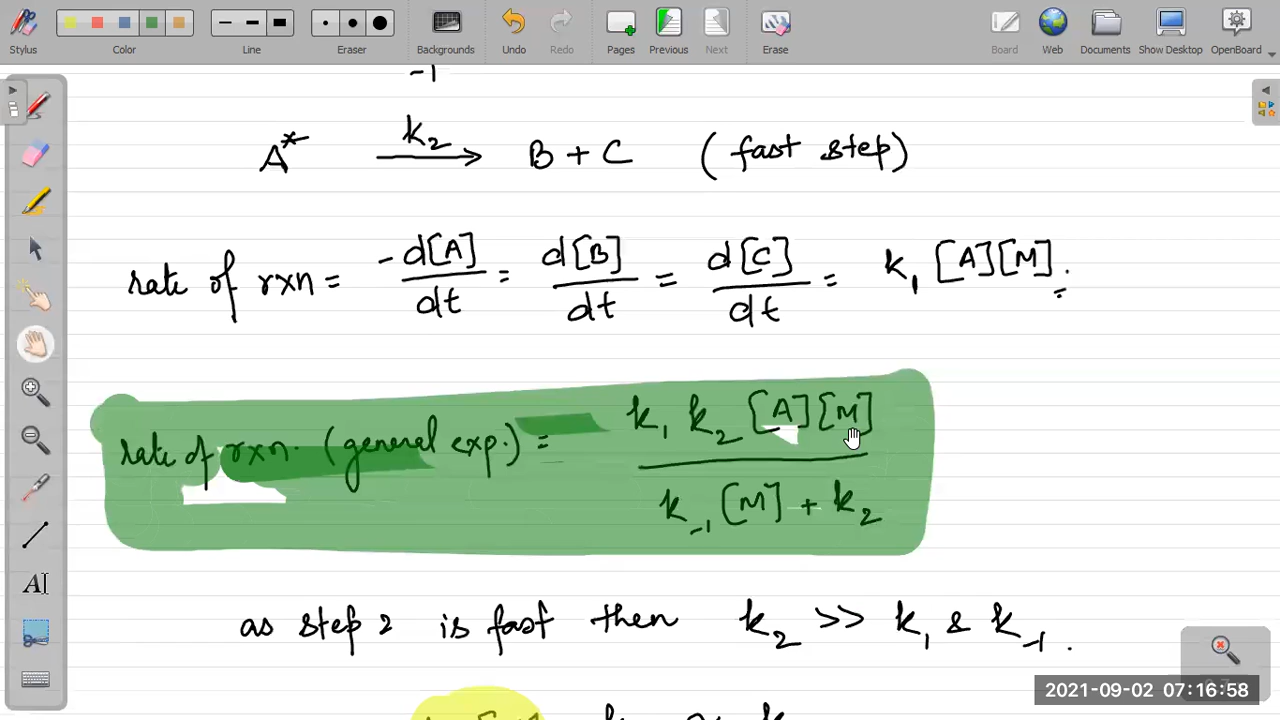 Stylus Color Line Eraser Backgrounds Undo Redo Pages Previous Next Erase Board Web Documents Show Desktop OpenBoard
-1
A* k₂ → B + C (fast step)
rate of rxn = -d[A]/dt = d[B]/dt = d[C]/dt = k₁ [A][M].
rate of rxn. (general exp.) = k₁ k₂ [A][M] / k₋₁ [M] + k₂
as step 2 is fast then k₂ >> k₁ & k₋₁.
AI
2021-09-02 07:16:58